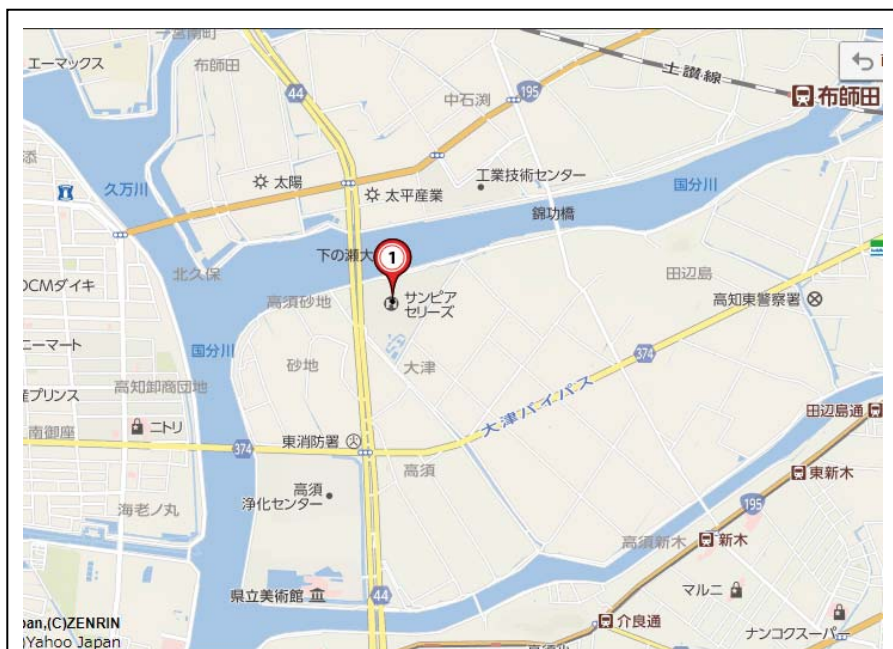 一宮南町
エーマックス
布師田
44
195
中石渕
土讃線
布師田
久万川
太陽
太平産業
工業技術センター
国分川
錦功橋
下の瀬大
1
北久保
OCMダイキ
高須砂地
サンピア
セリーズ
田辺島
高知東警察署
国分川
ニーマート
砂地
大津
374
高知卸商団地
産プリンス
大津バイパス
田辺島通
南御座
ニトリ
374
東消防署
高須
東新木
高須
浄化センター
195
海老ノ丸
高須新木
新木
県立美術館
44
マルニ
介良通
ナンコクスーパー
pan,(C)ZENRIN
)Yahoo Japan